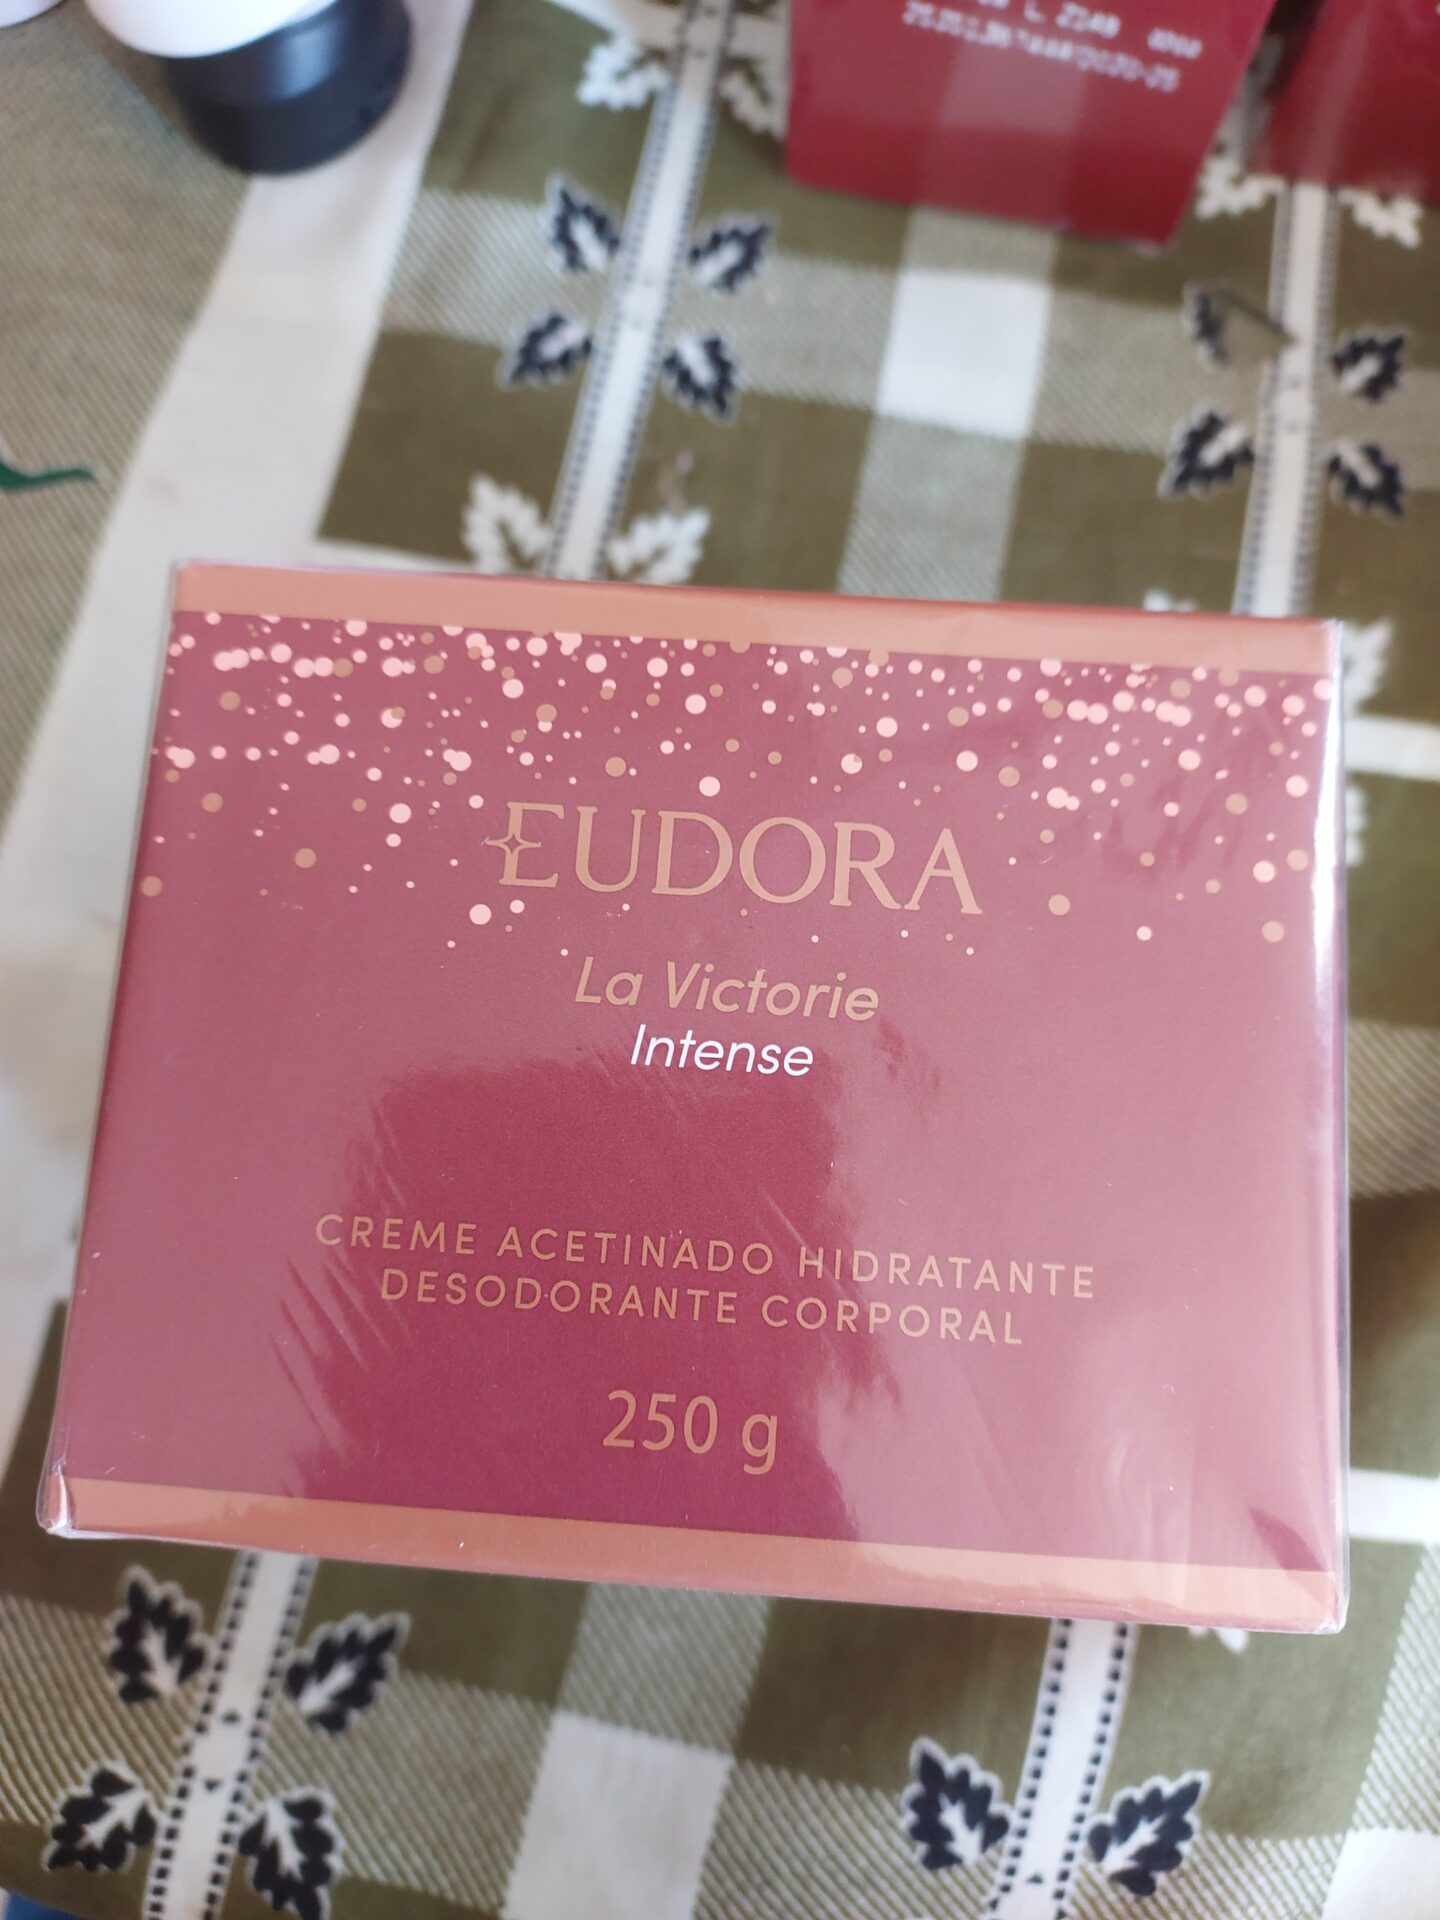 EUDORA
La Victorie
Intense
CREME ACETINADO HIDRATANTE
DESODORANTE CORPORAL
250 g